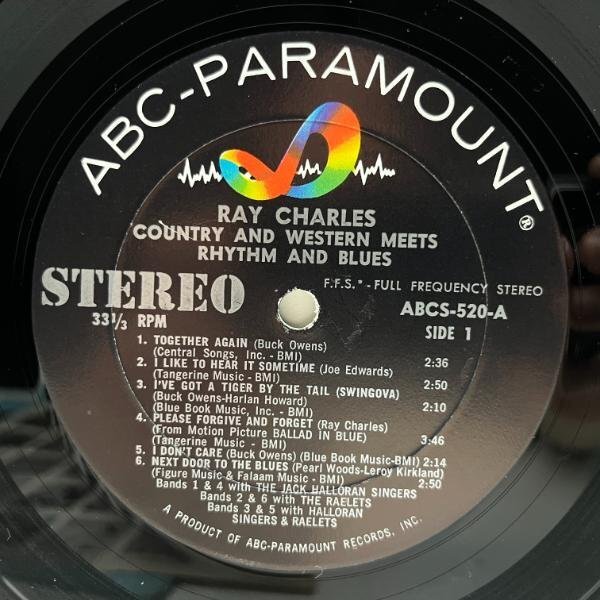 ABC-PARAMOUNT®
RAY CHARLES
COUNTRY AND WESTERN MEETS
RHYTHM AND BLUES
STEREO
F.F.S.* - FULL FREQUENCY STEREO
33⅓ RPM
ABCS-520-A
SIDE 1
1. TOGETHER AGAIN (Buck Owens)
(Central Songs, Inc. - BMI) 2:36
2. I LIKE TO HEAR IT SOMETIME (Joe Edwards)
(Tangerine Music - BMI) 2:50
3. I'VE GOT A TIGER BY THE TAIL (SWINGOVA)
(Buck Owens-Harlan Howard)
(Blue Book Music, Inc. - BMI) 2:10
4. PLEASE FORGIVE AND FORGET (Ray Charles)
(From Motion Picture BALLAD IN BLUE)
(Tangerine Music - BMI) 3:46
5. I DON'T CARE (Buck Owens) (Blue Book Music-BMI) 2:14
6. NEXT DOOR TO THE BLUES (Pearl Woods-Leroy Kirkland)
(Figure Music & Falaam Music - BMI) 2:50
Bands 1 & 4 with THE JACK HALLORAN SINGERS
Bands 2 & 6 with THE RAELETS
Bands 3 & 5 with HALLORAN
SINGERS & RAELETS
A PRODUCT OF ABC-PARAMOUNT RECORDS, INC.